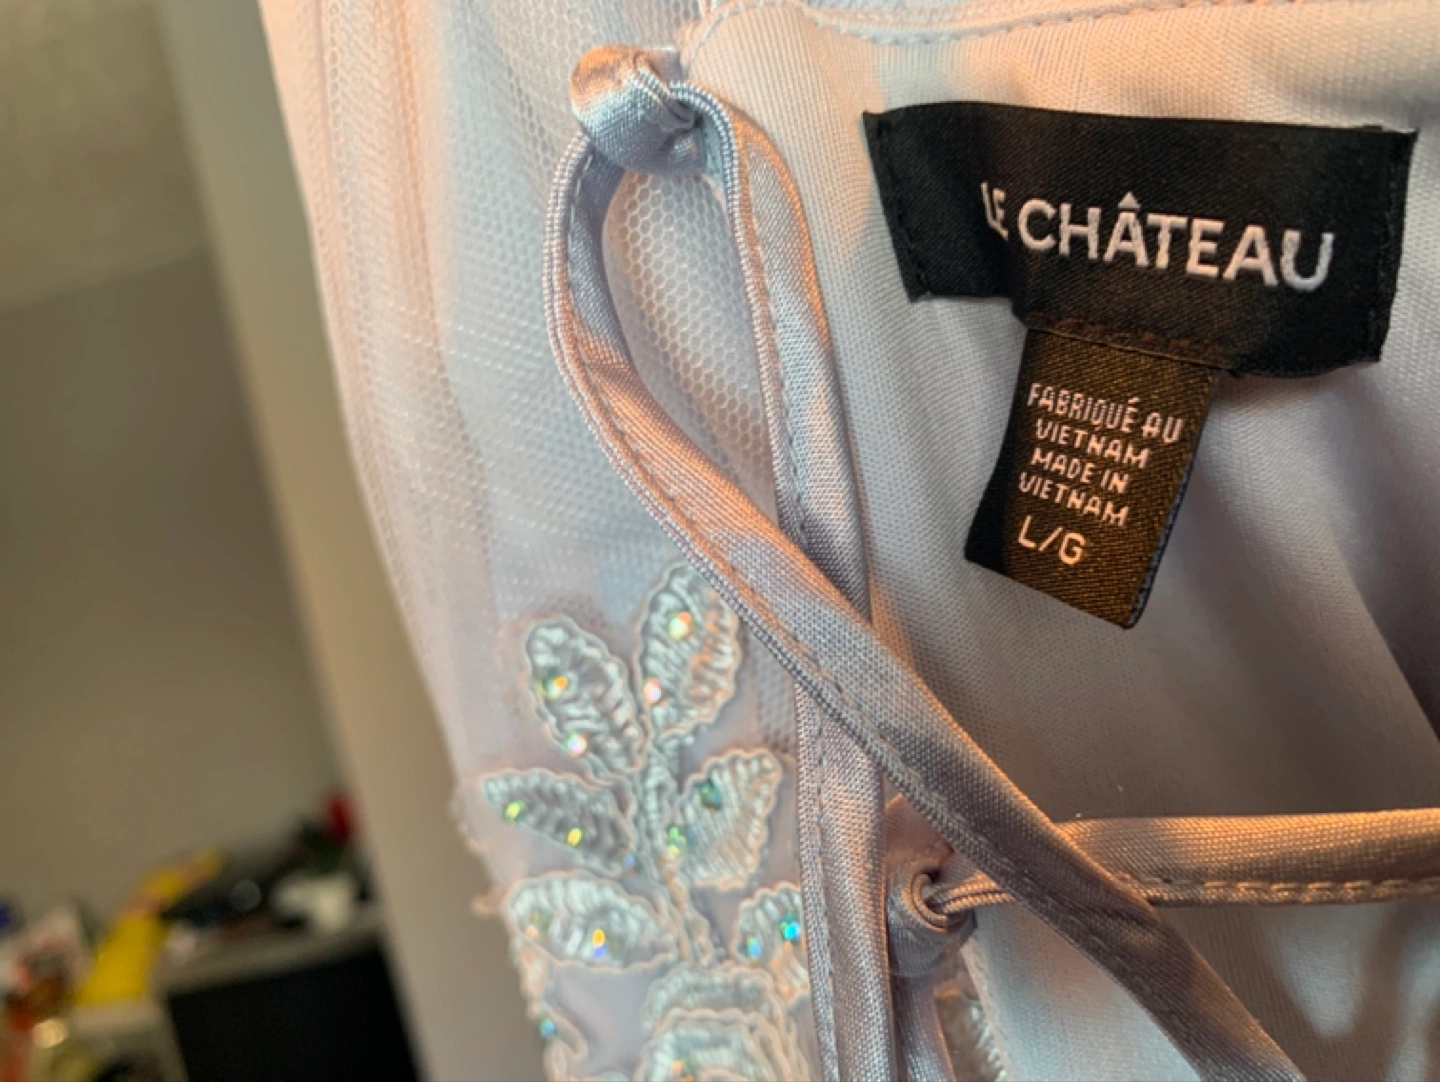 LE CHÂTEAU
FABRIQUÉ AU
VIETNAM
MADE IN
VIETNAM
L/G